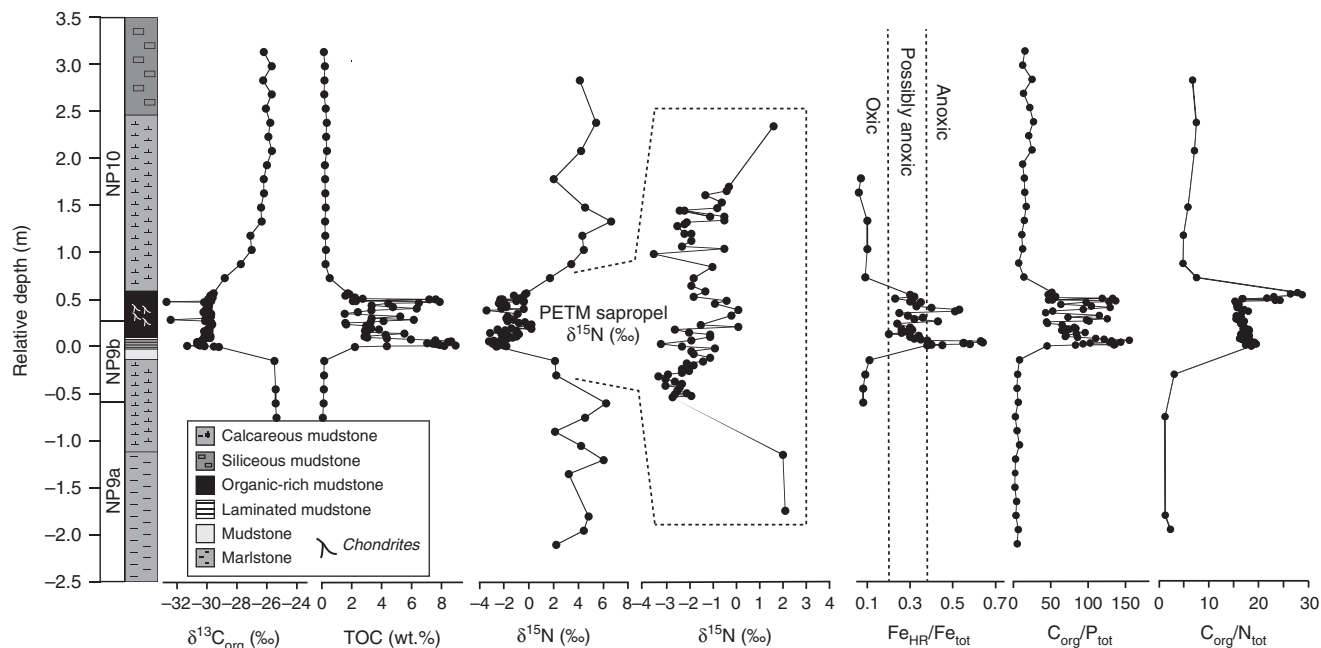 3.5
3.0
2.5
2.0
1.5
1.0
0.5
0.0
−0.5
−1.0
−1.5
−2.0
−2.5
Relative depth (m)
NP10
NP9b
NP9a
Calcareous mudstone
Siliceous mudstone
Organic-rich mudstone
Laminated mudstone
Mudstone
Chondrites
Marlstone
PETM sapropel
δ15N (‰)
Oxic
Possibly anoxic
Anoxic
−32 −30 −28 −26 −24
δ13Corg (‰)
0 2 4 6 8
TOC (wt.%)
−4 −2 0 2 4 6 8
δ15N (‰)
−4 −3 −2 −1 0 1 2 3 4
δ15N (‰)
0.1 0.3 0.5 0.7
FeHR/Fetot
0 50 100 150
Corg/Ptot
0 10 20 30
Corg/Ntot